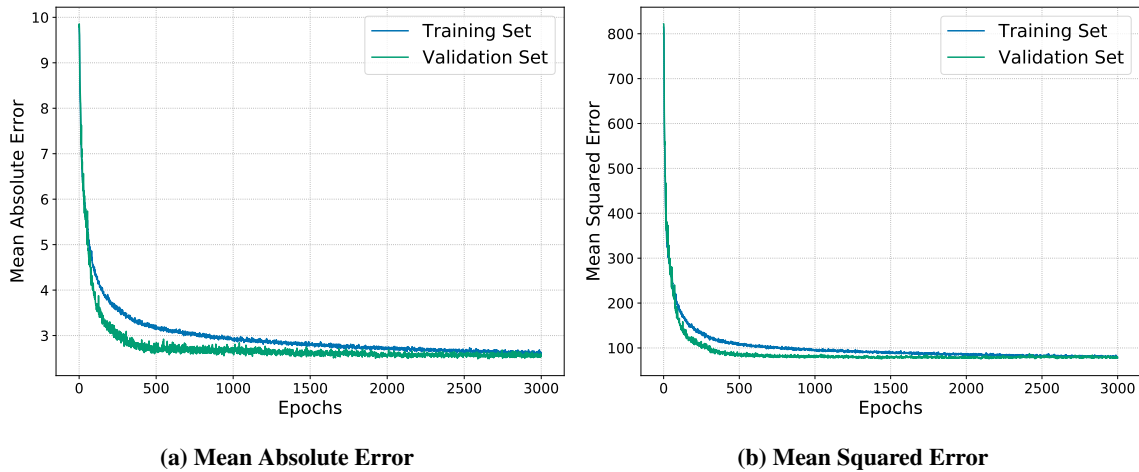 10
9
8
7
6
5
4
3
Mean Absolute Error
Training Set
Validation Set
0 500 1000 1500 2000 2500 3000
Epochs
(a) Mean Absolute Error
800
700
600
500
400
300
200
100
Mean Squared Error
Training Set
Validation Set
0 500 1000 1500 2000 2500 3000
Epochs
(b) Mean Squared Error